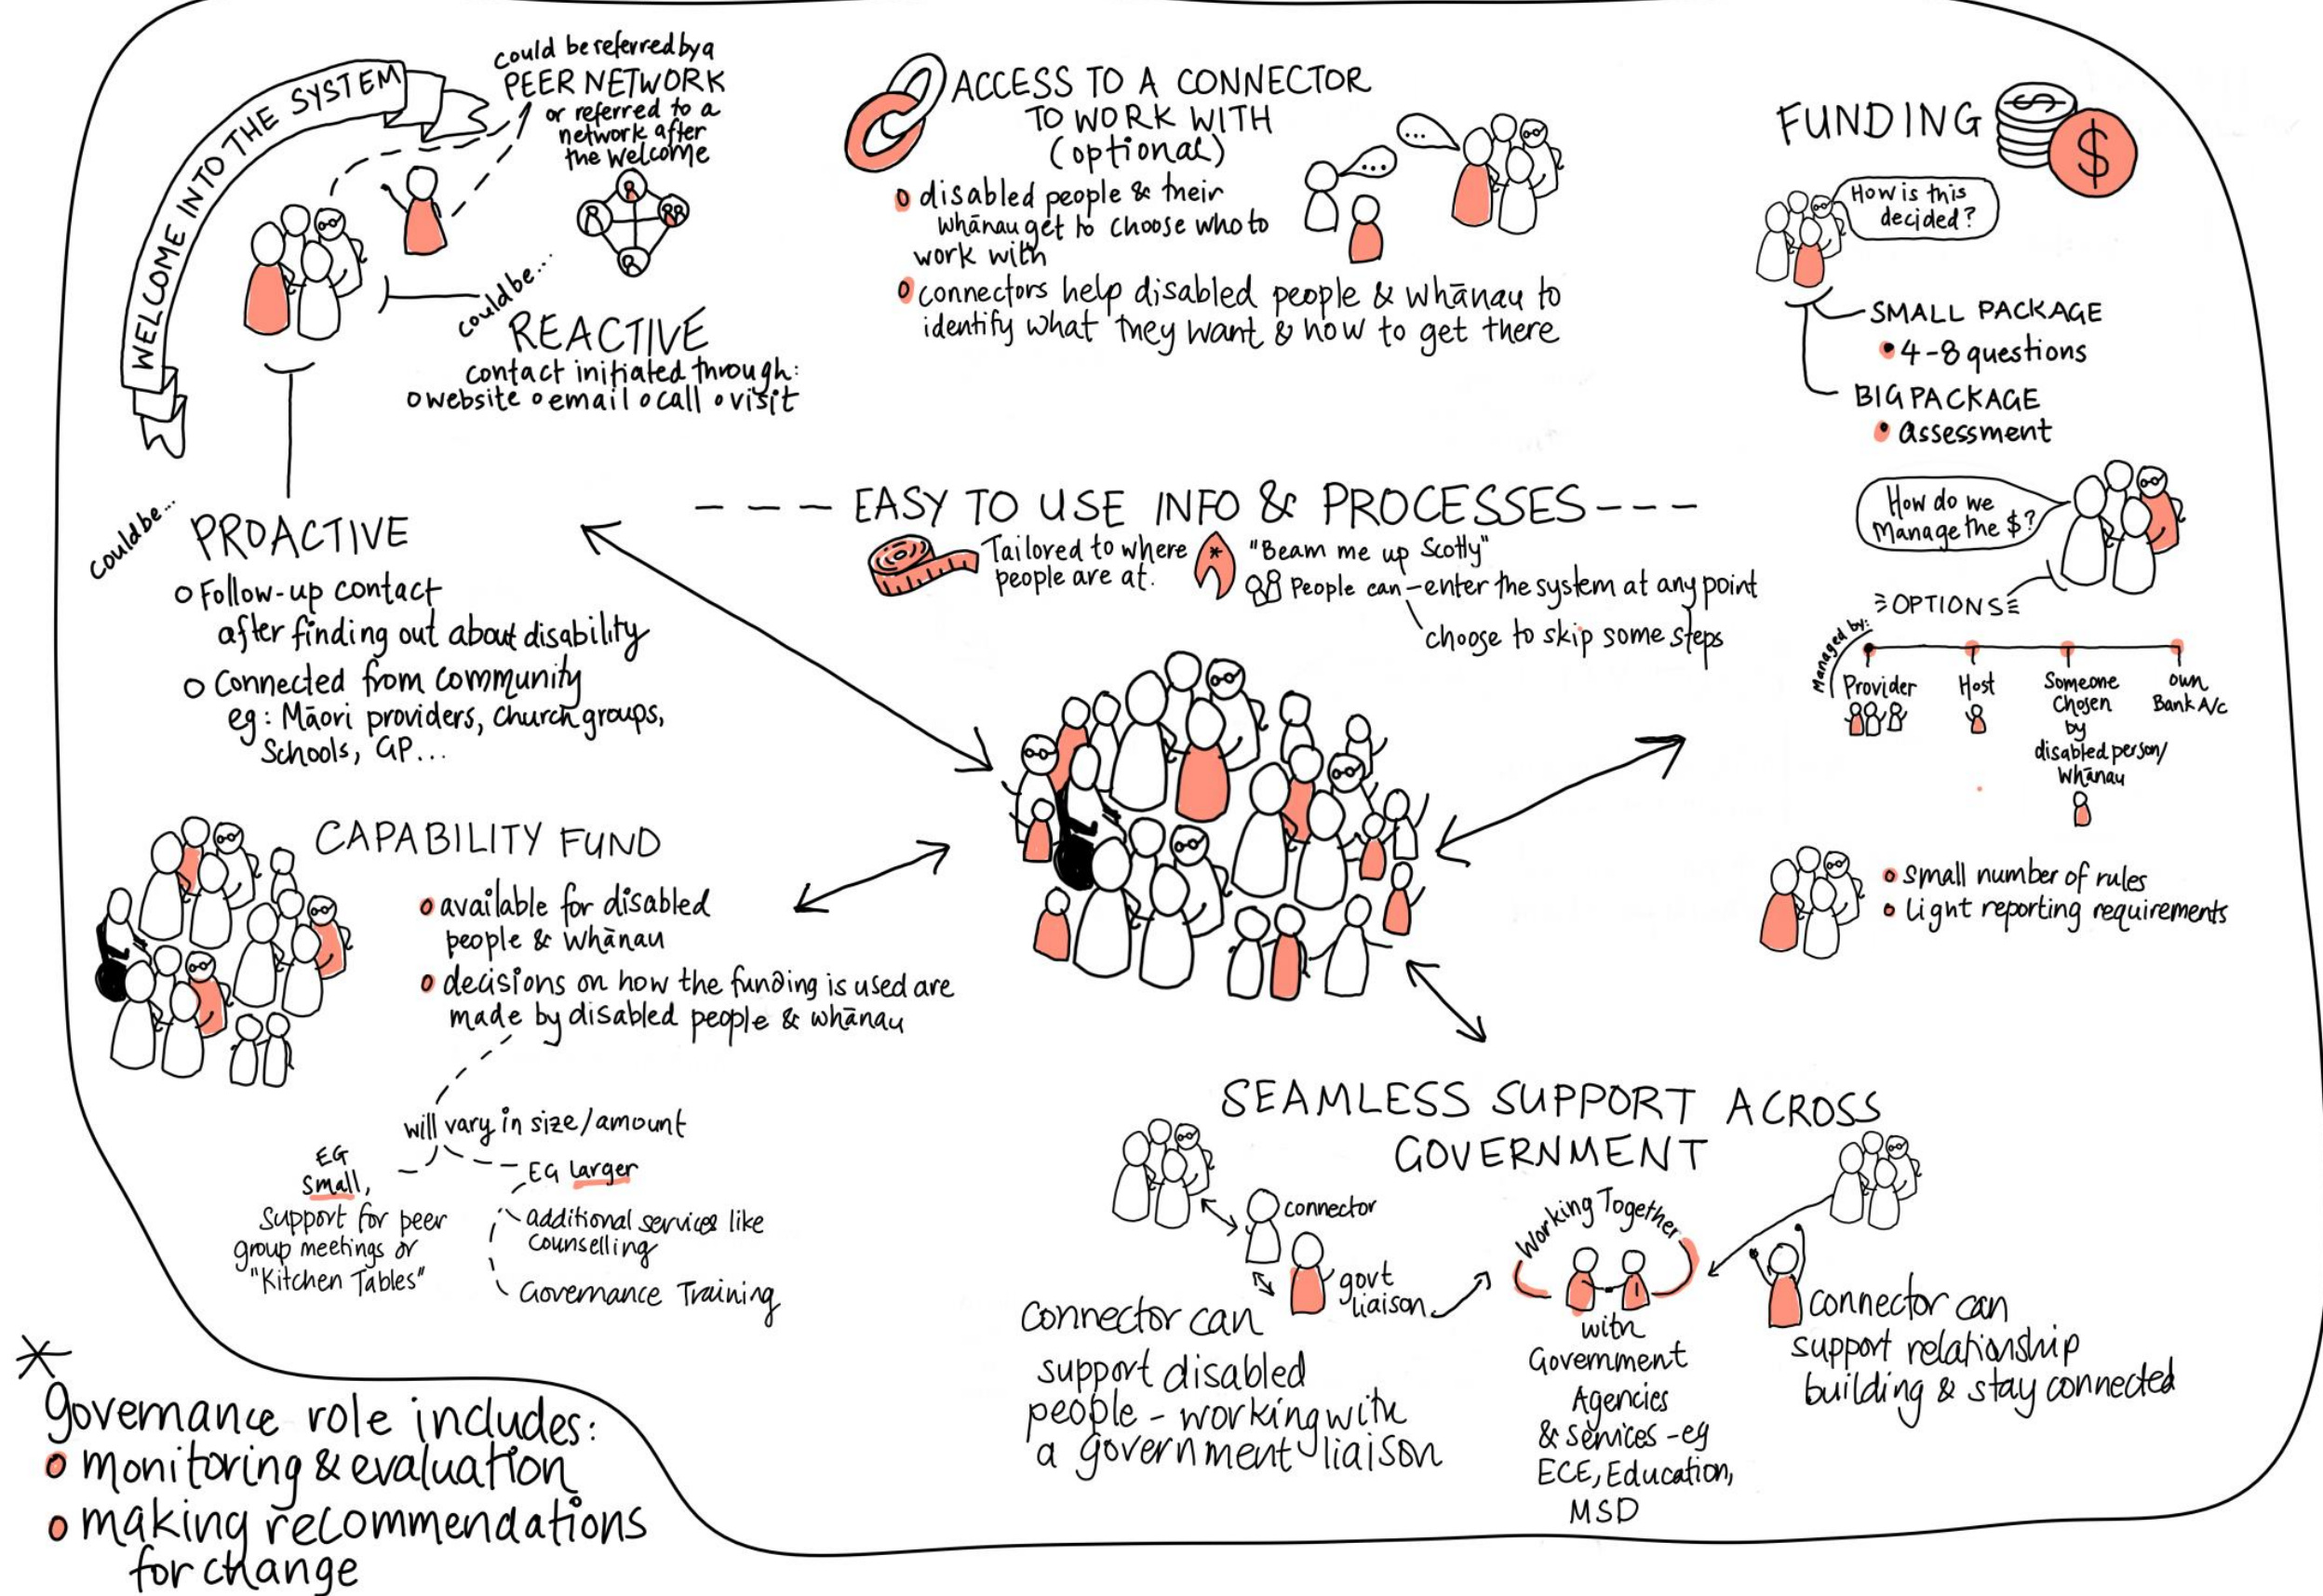 WELCOME INTO THE SYSTEM
could be referred by a
PEER NETWORK
or referred to a
network after
the welcome
could be...
REACTIVE
contact initiated through:
website email call visit
could be...
PROACTIVE
Follow-up contact
after finding out about disability
Connected from community
eg: Māori providers, Church groups,
Schools, GP...
ACCESS TO A CONNECTOR
TO WORK WITH
(optional)
disabled people & their
whānau get to choose who to
work with
connectors help disabled people & whānau to
identify what they want & how to get there
...
...
FUNDING
$
$
How is this
decided?
SMALL PACKAGE
4-8 questions
BIG PACKAGE
assessment
How do we
Manage the $?
OPTIONS
Managed by:
Provider
Host
Someone
Chosen
by
disabled person/
Whānau
own
Bank A/c
small number of rules
Light reporting requirements
--- EASY TO USE INFO & PROCESSES ---
Tailored to where
people are at.
"Beam me up Scotty"
People can - enter the system at any point
choose to skip some steps
CAPABILITY FUND
available for disabled
people & whānau
decisions on how the funding is used are
made by disabled people & whānau
will vary in size/amount
EG
small,
Support for peer
group meetings or
"Kitchen Tables"
EG larger
additional services like
counselling
Governance Training
SEAMLESS SUPPORT ACROSS
GOVERNMENT
connector
govt
liaison
Connector can
support disabled
people - working with
a government liaison
Working Together
with
Government
Agencies
& services - eg
ECE, Education,
MSD
connector can
support relationship
building & stay connected
*
governance role includes:
monitoring & evaluation
making recommendations
for change